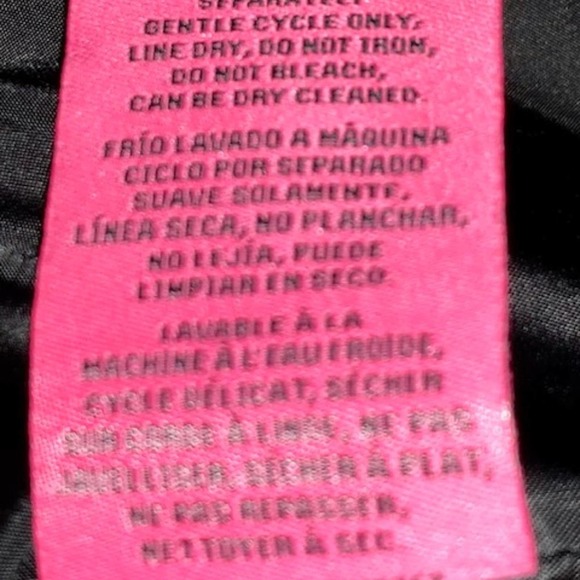 SEPARATELY
GENTLE CYCLE ONLY,
LINE DRY, DO NOT IRON,
DO NOT BLEACH,
CAN BE DRY CLEANED.
FRÍO LAVADO A MÁQUINA
CICLO POR SEPARADO
SUAVE SOLAMENTE,
LÍNEA SECA, NO PLANCHAR,
NO LEJÍA, PUEDE
LIMPIAR EN SECO.
LAVABLE À LA
MACHINE À L'EAU FROIDE,
CYCLE DÉLICAT, SÉCHER
SUR CORDE À LINGE, NE PAS
JAVELLISER, SÉCHER À PLAT,
NE PAS REPASSER,
NETTOYER À SEC